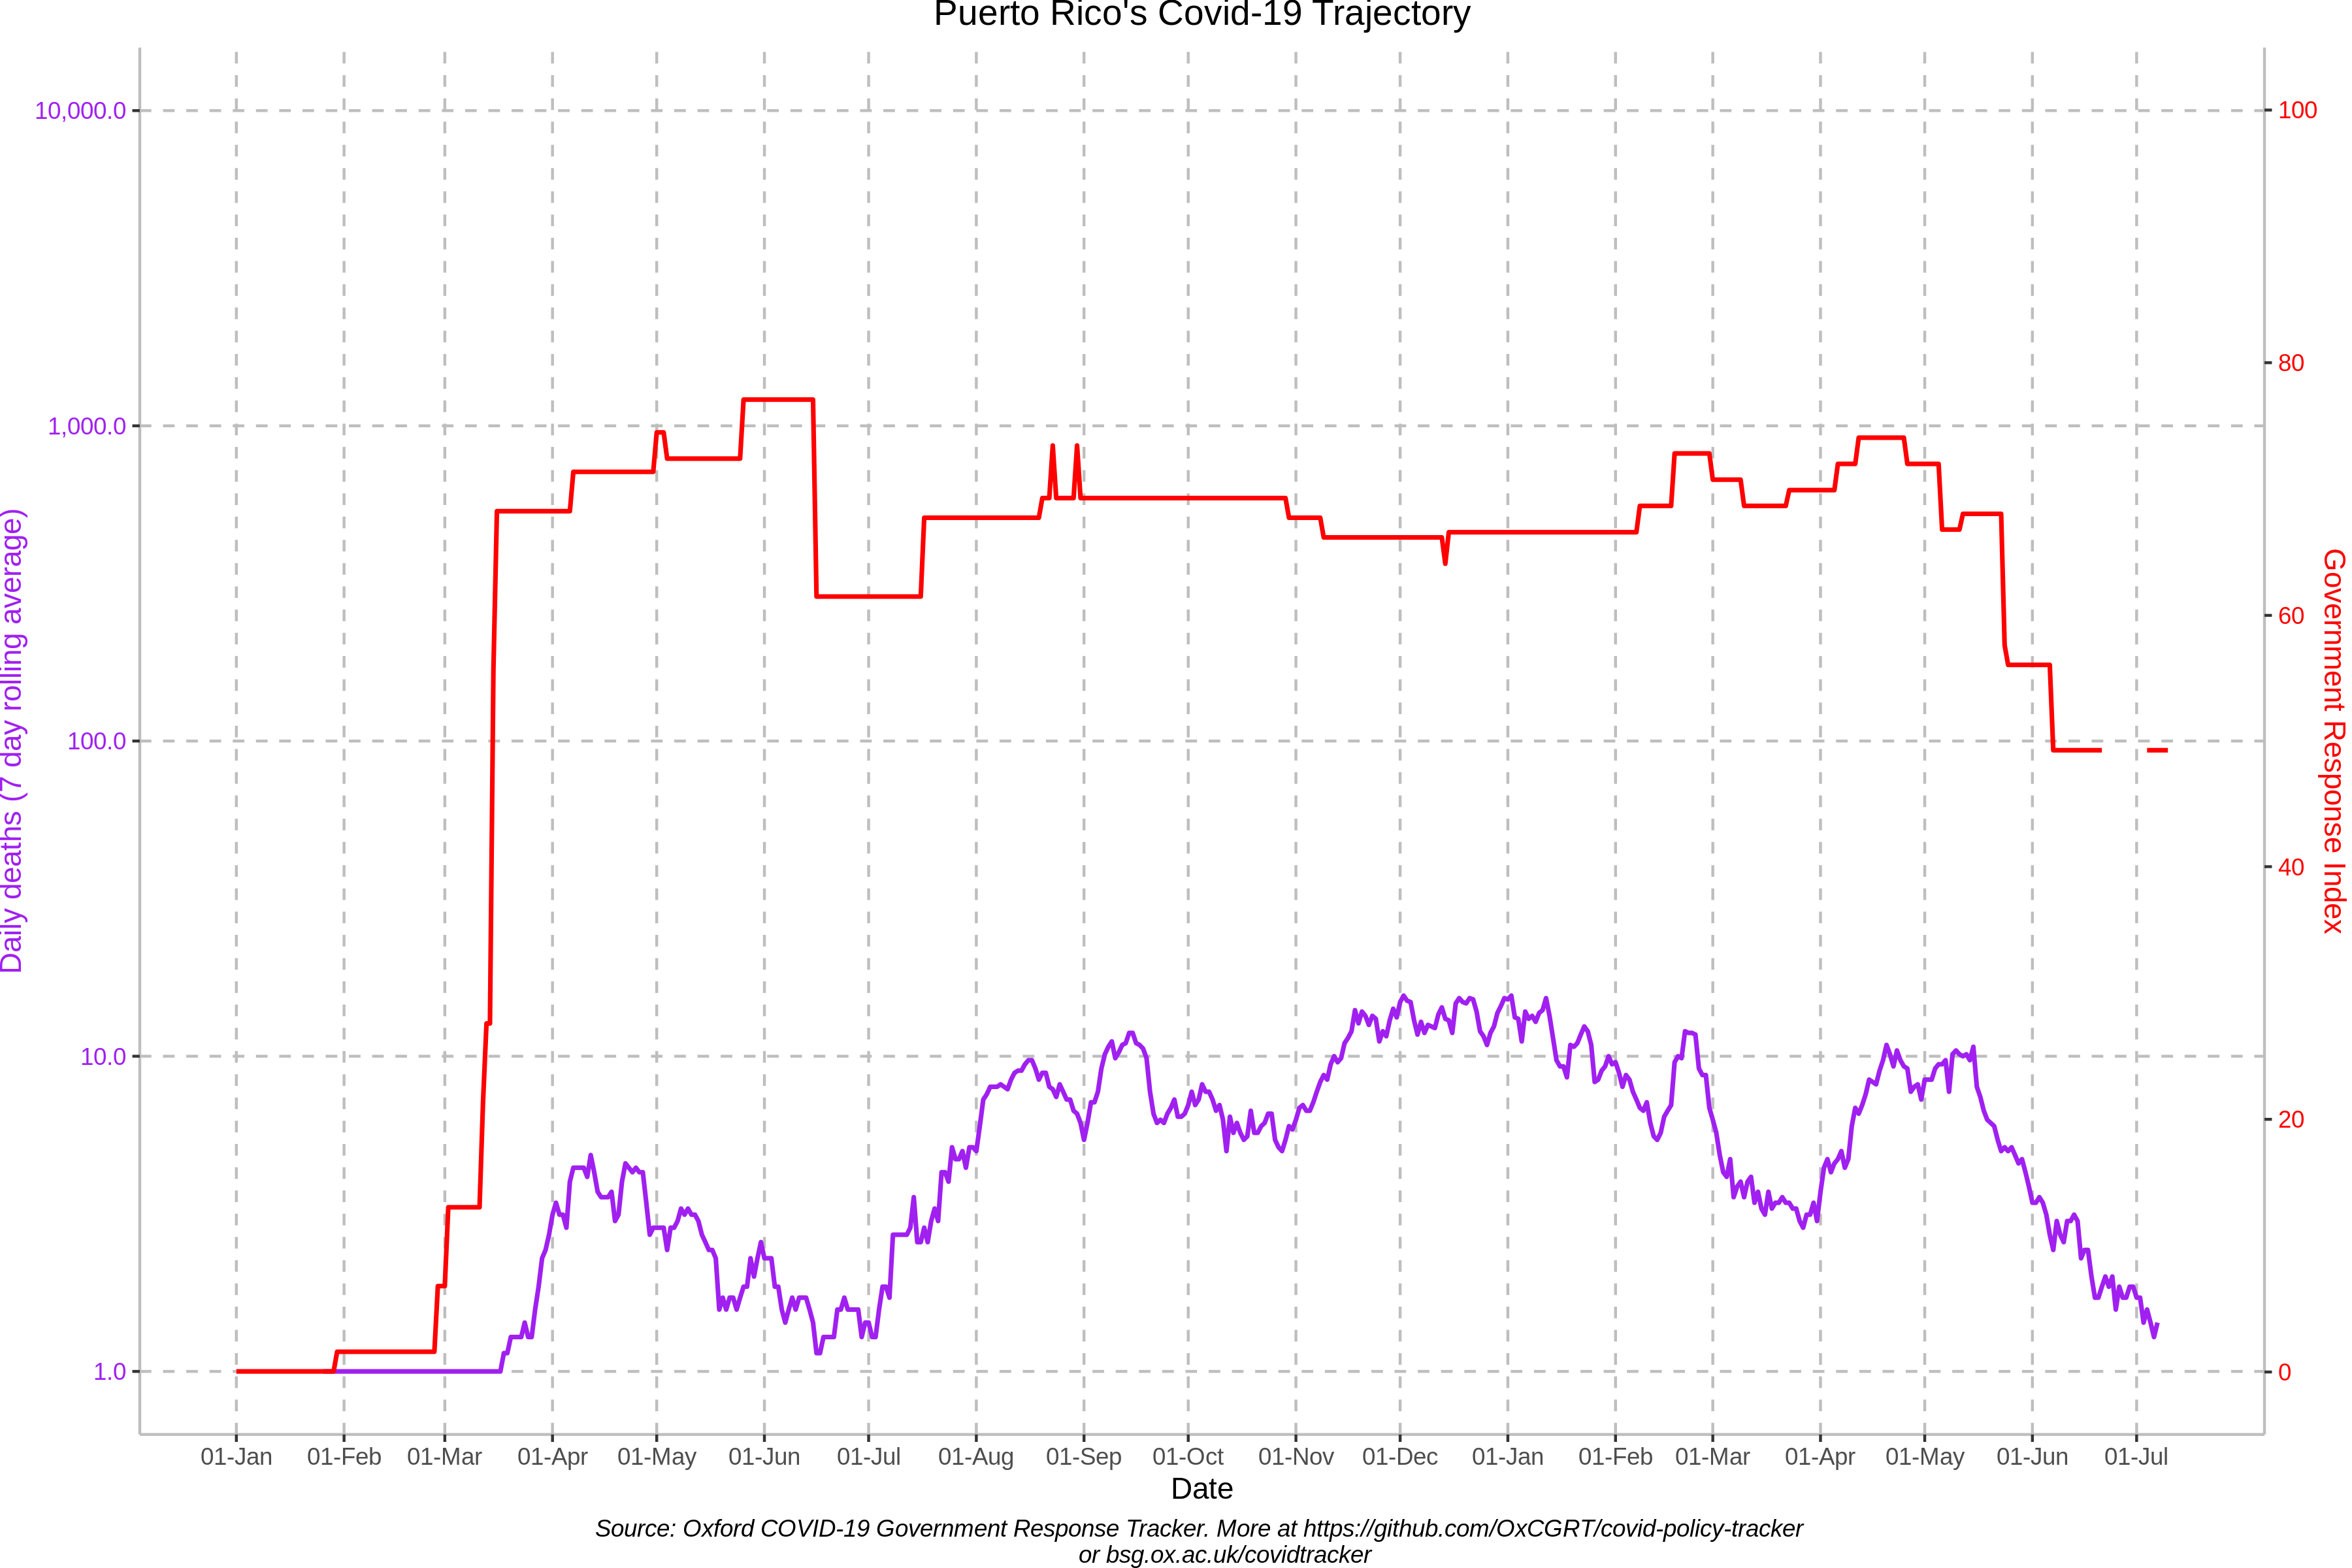 Puerto Rico's Covid-19 Trajectory
10,000.0
1,000.0
100.0
10.0
1.0
Daily deaths (7 day rolling average)
100
80
60
40
20
0
Government Response Index
01-Jan 01-Feb 01-Mar 01-Apr 01-May 01-Jun 01-Jul 01-Aug 01-Sep 01-Oct 01-Nov 01-Dec 01-Jan 01-Feb 01-Mar 01-Apr 01-May 01-Jun 01-Jul
Date
Source: Oxford COVID-19 Government Response Tracker. More at https://github.com/OxCGRT/covid-policy-tracker
or bsg.ox.ac.uk/covidtracker